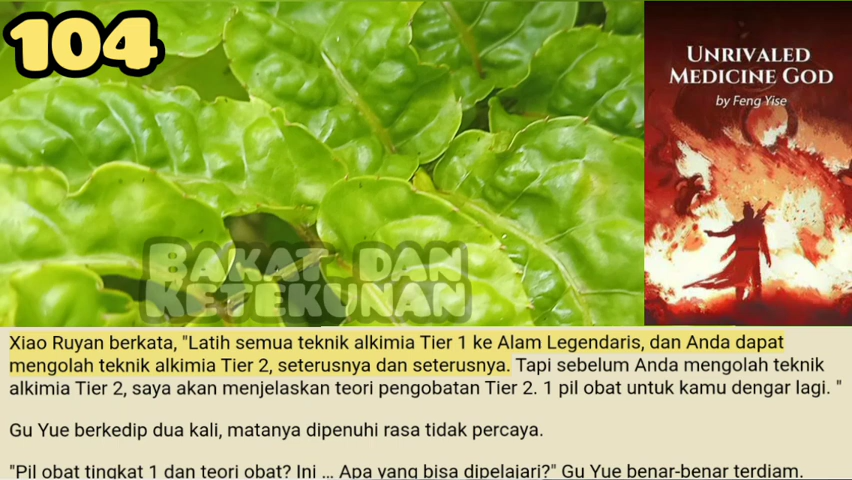 104
UNRIVALED
MEDICINE GOD
by Feng Yise
BAKAT DAN
KETEKUNAN
Xiao Ruyan berkata, "Latih semua teknik alkimia Tier 1 ke Alam Legendaris, dan Anda dapat
mengolah teknik alkimia Tier 2, seterusnya dan seterusnya. Tapi sebelum Anda mengolah teknik
alkimia Tier 2, saya akan menjelaskan teori pengobatan Tier 2. 1 pil obat untuk kamu dengar lagi. "
Gu Yue berkedip dua kali, matanya dipenuhi rasa tidak percaya.
"Pil obat tingkat 1 dan teori obat? Ini ... Apa yang bisa dipelajari?" Gu Yue benar-benar terdiam.